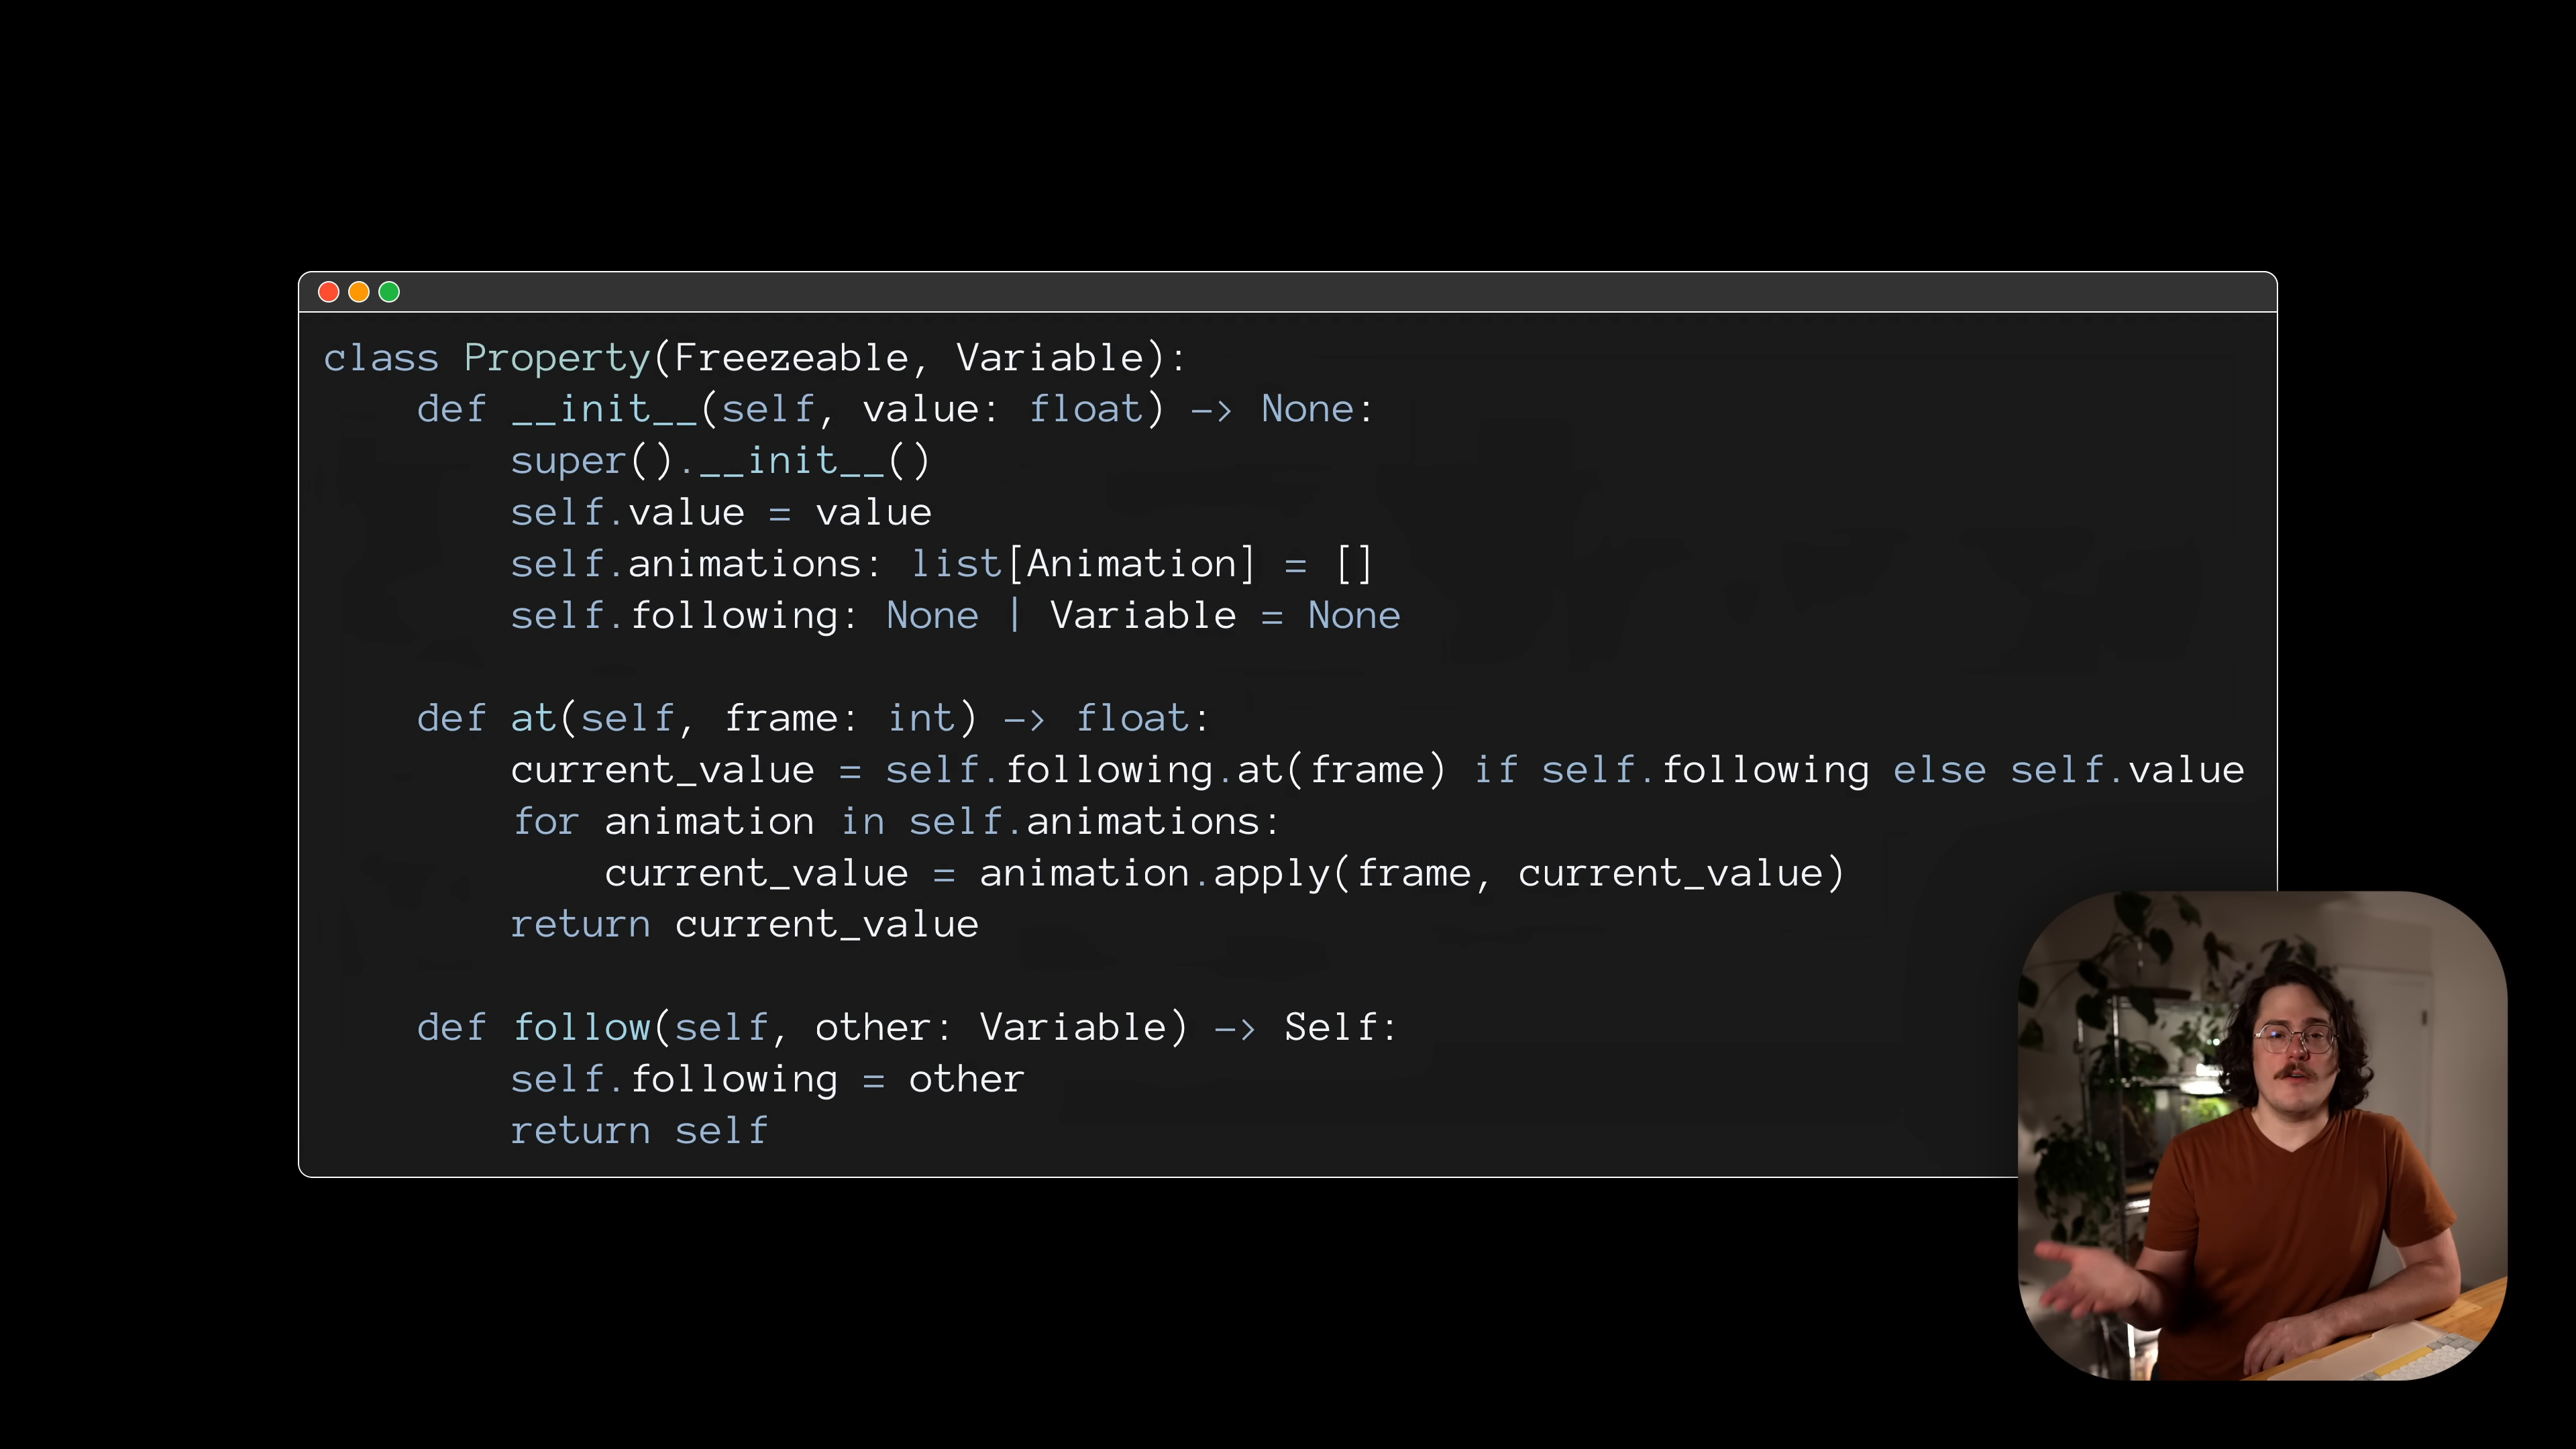 class Property(Freezeable, Variable):
    def __init__(self, value: float) -> None:
        super().__init__()
        self.value = value
        self.animations: list[Animation] = []
        self.following: None | Variable = None

    def at(self, frame: int) -> float:
        current_value = self.following.at(frame) if self.following else self.value
        for animation in self.animations:
            current_value = animation.apply(frame, current_value)
        return current_value

    def follow(self, other: Variable) -> Self:
        self.following = other
        return self